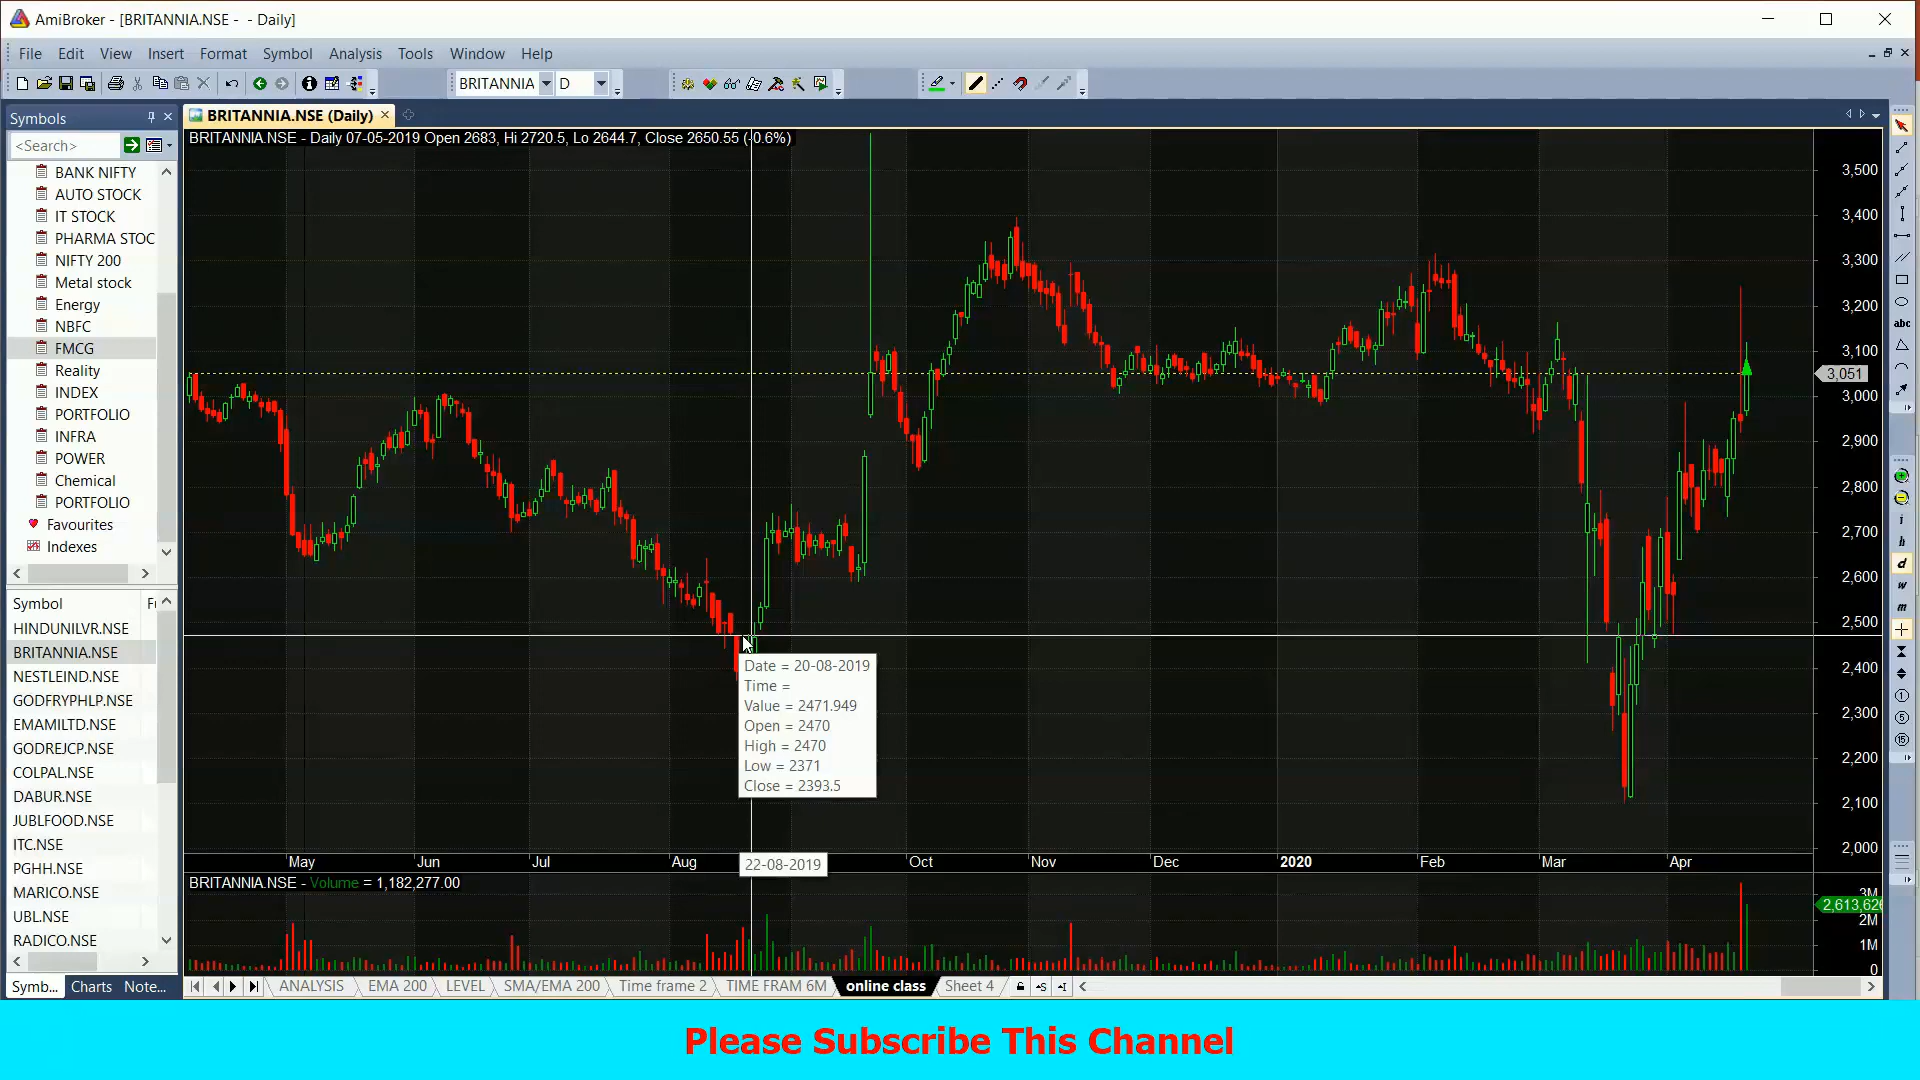 AmiBroker - [BRITANNIA.NSE - - Daily]
File Edit View Insert Format Symbol Analysis Tools Window Help
BRITANNIA D
Symbols
<Search>
BANK NIFTY
AUTO STOCK
IT STOCK
PHARMA STOC
NIFTY 200
Metal stock
Energy
NBFC
FMCG
Reality
INDEX
PORTFOLIO
INFRA
POWER
Chemical
PORTFOLIO
Favourites
Indexes
Symbol Fu
HINDUNILVR.NSE
BRITANNIA.NSE
NESTLEIND.NSE
GODFRYPHLP.NSE
EMAMILTD.NSE
GODREJCP.NSE
COLPAL.NSE
DABUR.NSE
JUBLFOOD.NSE
ITC.NSE
PGHH.NSE
MARICO.NSE
UBL.NSE
RADICO.NSE
Symb... Charts Note...
BRITANNIA.NSE (Daily)
BRITANNIA.NSE - Daily 07-05-2019 Open 2683, Hi 2720.5, Lo 2644.7, Close 2650.55 (-0.6%)
3,500
3,400
3,300
3,200
3,100
3,051
3,000
2,900
2,800
2,700
2,600
2,500
2,400
2,300
2,200
2,100
2,000
Date = 20-08-2019
Time =
Value = 2471.949
Open = 2470
High = 2470
Low = 2371
Close = 2393.5
May Jun Jul Aug 22-08-2019 Oct Nov Dec 2020 Feb Mar Apr
BRITANNIA.NSE - Volume = 1,182,277.00
3M
2,613,626
2M
1M
0
ANALYSIS EMA 200 LEVEL SMA/EMA 200 Time frame 2 TIME FRAM 6M online class Sheet 4
abc
i
h
d
w
m
1
5
15
Please Subscribe This Channel